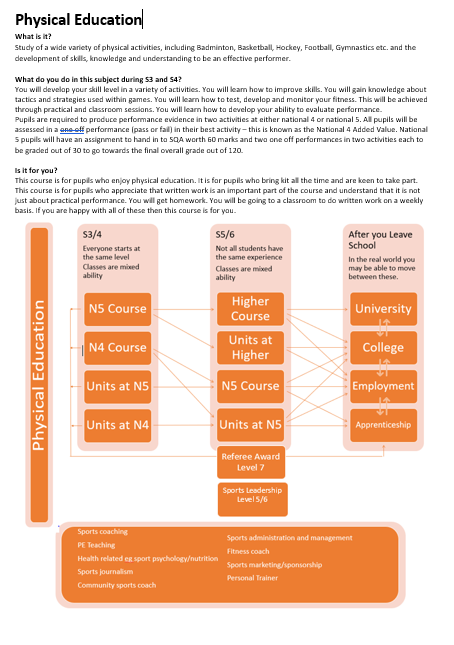 Physical Education
What is it?
Study of a wide variety of physical activities, including Badminton, Basketball, Hockey, Football, Gymnastics etc. and the
development of skills, knowledge and understanding to be an effective performer.
What do you do in this subject during S3 and S4?
You will develop your skill level in a variety of activities. You will learn how to improve skills. You will gain knowledge about
tactics and strategies used within games. You will learn how to test, develop and monitor your fitness. This will be achieved
through practical and classroom sessions. You will learn how to develop your ability to evaluate performance.
Pupils are required to produce performance evidence in two activities at either national 4 or national 5. All pupils will be
assessed in a one off performance (pass or fail) in their best activity – this is known as the National 4 Added Value. National
5 pupils will have an assignment to hand in to SQA worth 60 marks and two one off performances in two activities each to
be graded out of 30 to go towards the final overall grade out of 120.
Is it for you?
This course is for pupils who enjoy physical education. It is for pupils who bring kit all the time and are keen to take part.
This course is for pupils who appreciate that written work is an important part of the course and understand that it is not
just about practical performance. You will get homework. You will be going to a classroom to do written work on a weekly
basis. If you are happy with all of these then this course is for you.
Physical Education
S3/4
Everyone starts at
the same level
Classes are mixed
ability
N5 Course
N4 Course
Units at N5
Units at N4
S5/6
Not all students have
the same experience
Classes are mixed
ability
Higher
Course
Units at
Higher
N5 Course
Units at N5
Referee Award
Level 7
Sports Leadership
Level 5/6
After you Leave
School
In the real world you
may be able to move
between these.
University
College
Employment
Apprenticeship
Sports coaching
PE Teaching
Health related eg sport psychology/nutrition
Sports journalism
Community sports coach
Sports administration and management
Fitness coach
Sports marketing/sponsorship
Personal Trainer